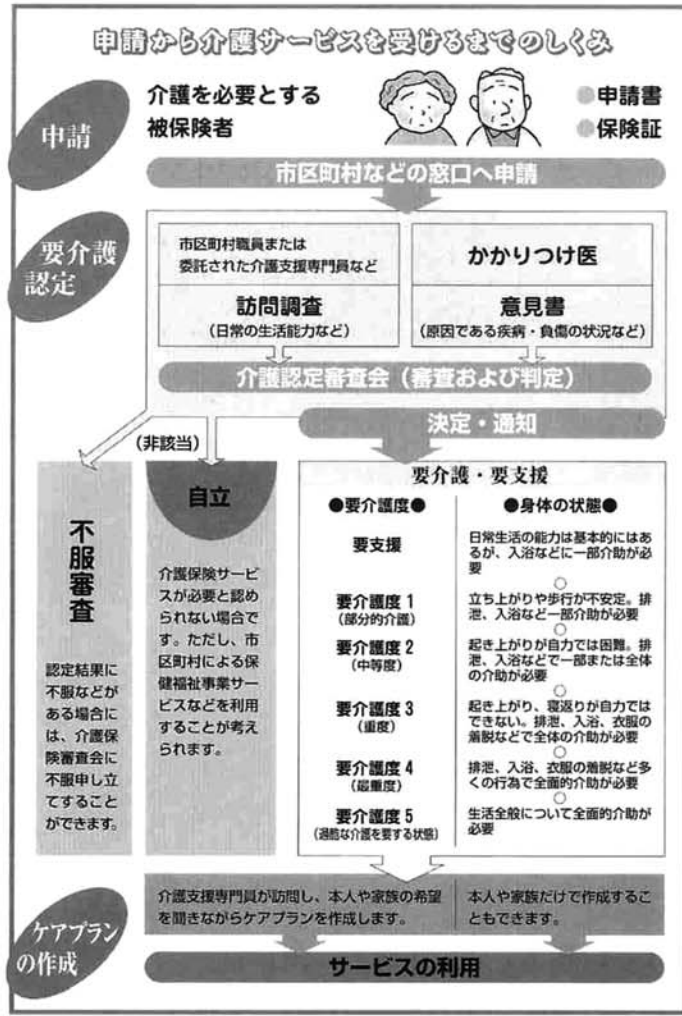 申請から介護サービスを受けるまでのしくみ
申請
介護を必要とする
被保険者
●申請書
●保険証
市区町村などの窓口へ申請
要介護
認定
市区町村職員または
委託された介護支援専門員など
訪問調査
(日常の生活能力など)
かかりつけ医
意見書
(原因である疾病・負傷の状況など)
介護認定審査会(審査および判定)
決定・通知
(非該当)
不服審査
認定結果に
不服などが
ある場合に
は、介護保
険審査会に
不服申し立
てすること
ができます。
自立
介護保険サービ
スが必要と認め
られない場合で
す。ただし、市
区町村による保
健福祉事業サー
ビスなどを利用
することが考え
られます。
要介護・要支援
●要介護度●
●身体の状態●
要支援
日常生活の能力は基本的にはあ
るが、入浴などに一部介助が必
要
要介護度 1
(部分的介護)
立ち上がりや歩行が不安定。排
泄、入浴など一部介助が必要
要介護度 2
(中等度)
起き上がりが自力では困難。排
泄、入浴などで一部または全体
の介助が必要
要介護度 3
(重度)
起き上がり、寝返りが自力では
できない。排泄、入浴、衣服の
着脱などで全体の介助が必要
要介護度 4
(最重度)
排泄、入浴、衣服の着脱など多
くの行為で全面的介助が必要
要介護度 5
(過酷な介護を要する状態)
生活全般について全面的介助が
必要
ケアプラン
の作成
介護支援専門員が訪問し、本人や家族の希望
を聞きながらケアプランを作成します。
本人や家族だけで作成するこ
ともできます。
サービスの利用